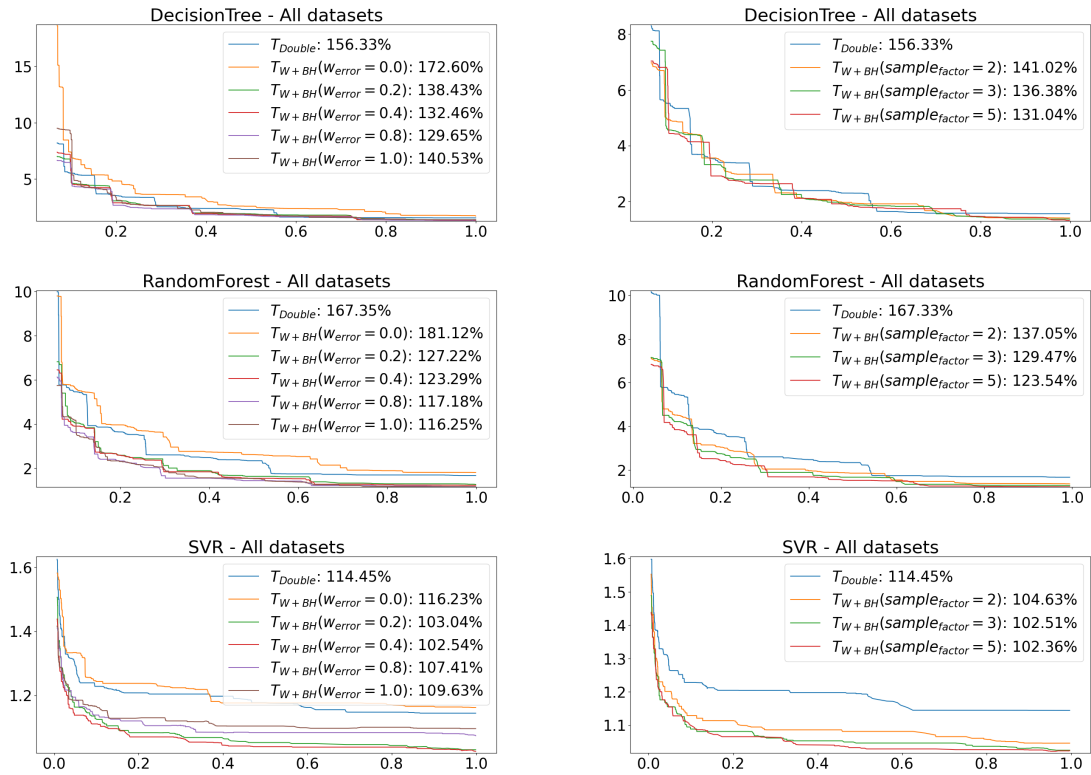 DecisionTree - All datasets
T_Double: 156.33%
T_W+BH(w_error = 0.0): 172.60%
T_W+BH(w_error = 0.2): 138.43%
T_W+BH(w_error = 0.4): 132.46%
T_W+BH(w_error = 0.8): 129.65%
T_W+BH(w_error = 1.0): 140.53%
15
10
5
0.2 0.4 0.6 0.8 1.0
DecisionTree - All datasets
T_Double: 156.33%
T_W+BH(sample_factor = 2): 141.02%
T_W+BH(sample_factor = 3): 136.38%
T_W+BH(sample_factor = 5): 131.04%
8
6
4
2
0.2 0.4 0.6 0.8 1.0
RandomForest - All datasets
T_Double: 167.35%
T_W+BH(w_error = 0.0): 181.12%
T_W+BH(w_error = 0.2): 127.22%
T_W+BH(w_error = 0.4): 123.29%
T_W+BH(w_error = 0.8): 117.18%
T_W+BH(w_error = 1.0): 116.25%
10
8
6
4
2
0.2 0.4 0.6 0.8 1.0
RandomForest - All datasets
T_Double: 167.33%
T_W+BH(sample_factor = 2): 137.05%
T_W+BH(sample_factor = 3): 129.47%
T_W+BH(sample_factor = 5): 123.54%
10
8
6
4
2
0.0 0.2 0.4 0.6 0.8 1.0
SVR - All datasets
T_Double: 114.45%
T_W+BH(w_error = 0.0): 116.23%
T_W+BH(w_error = 0.2): 103.04%
T_W+BH(w_error = 0.4): 102.54%
T_W+BH(w_error = 0.8): 107.41%
T_W+BH(w_error = 1.0): 109.63%
1.6
1.4
1.2
0.0 0.2 0.4 0.6 0.8 1.0
SVR - All datasets
T_Double: 114.45%
T_W+BH(sample_factor = 2): 104.63%
T_W+BH(sample_factor = 3): 102.51%
T_W+BH(sample_factor = 5): 102.36%
1.6
1.5
1.4
1.3
1.2
1.1
0.0 0.2 0.4 0.6 0.8 1.0